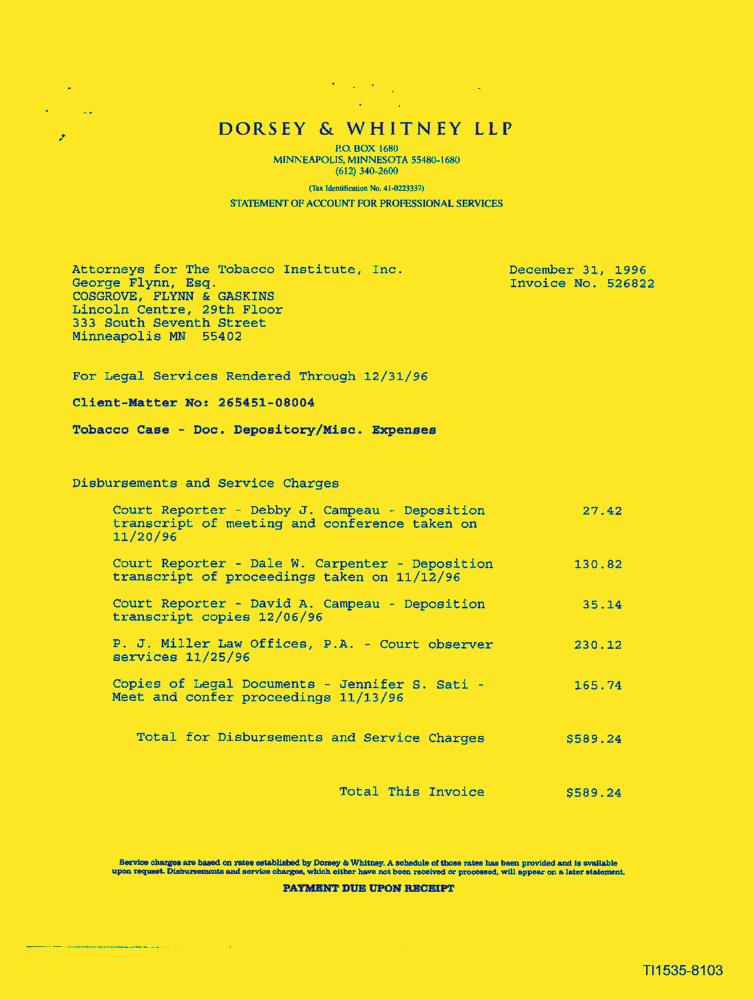 DORSEY & WHITNEY LLP
P.O. BOX 1680
MINNEAPOLIS, MINNESOTA 55480-1680
(612) 340-2600
(Tax Identification No. 41-0223337)
STATEMENT OF ACCOUNT FOR PROFESSIONAL SERVICES
Attorneys for The Tobacco Institute, Inc. December 31, 1996
George Flynn, Esq. Invoice No. 526822
COSGROVE, FLYNN & GASKINS
Lincoln Centre, 29th Floor
333 South Seventh Street
Minneapolis MN 55402
For Legal Services Rendered Through 12/31/96
Client-Matter No: 265451-08004
Tobacco Case - Doc. Depository/Misc. Expenses
Disbursements and Service Charges
Court Reporter - Debby J. Campeau - Deposition 27.42
transcript of meeting and conference taken on
11/20/96
Court Reporter - Dale W. Carpenter - Deposition 130.82
transcript of proceedings taken on 11/12/96
Court Reporter - David A. Campeau - Deposition 35.14
transcript copies 12/06/96
P. J. Miller Law Offices, P.A. - Court observer 230.12
services 11/25/96
Copies of Legal Documents - Jennifer S. Sati - 165.74
Meet and confer proceedings 11/13/96
Total for Disbursements and Service Charges $589.24
Total This Invoice $589.24
Service charges are based on rates established by Dorsey & Whitney. A schedule of those rates has been provided and is available
upon request. Disbursements and service charges, which either have not been received or processed, will appear on a later statement.
PAYMENT DUE UPON RECEIPT
TI1535-8103